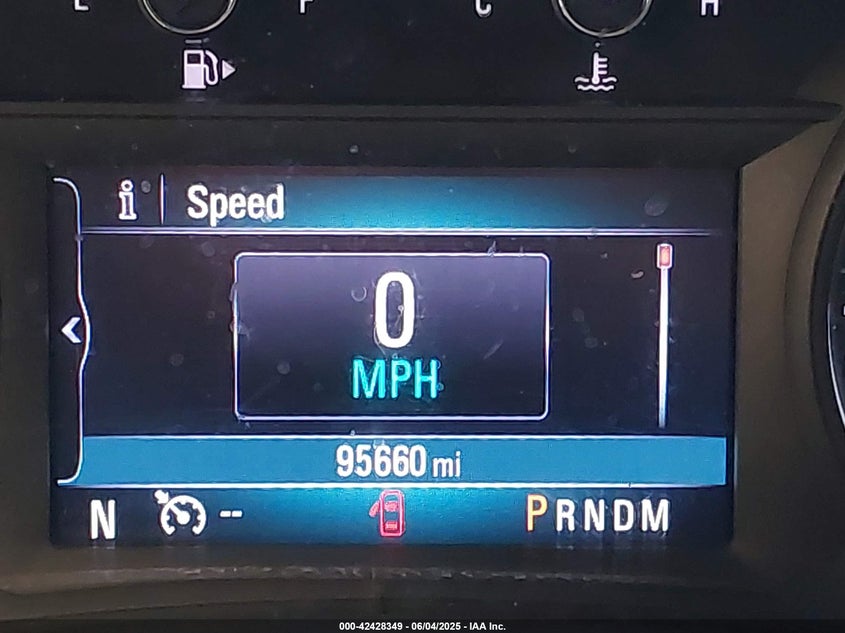 E F C H
i Speed
0
MPH
95660 mi
N -- PRNDM
000-42428349 - 06/04/2025 - IAA Inc.